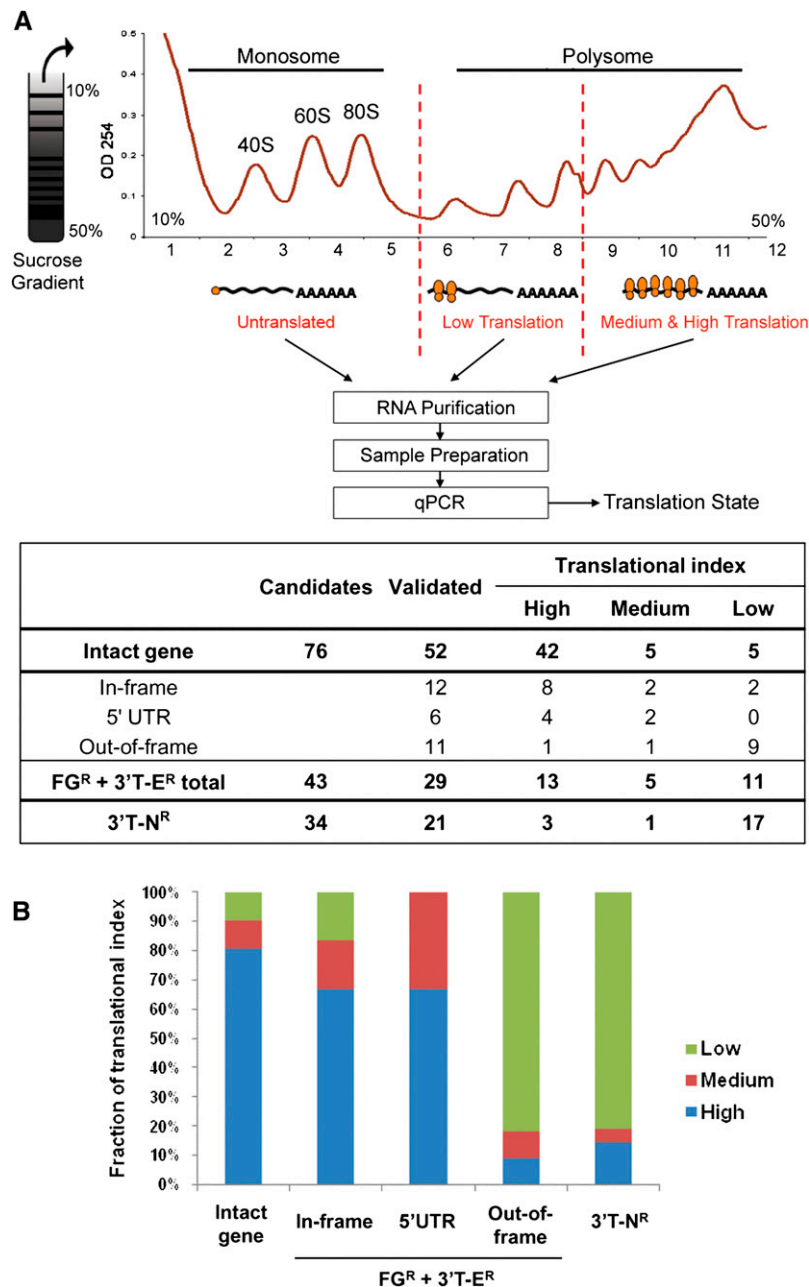 A
Monosome
Polysome
0.5
0.4
0.3
0.2
0.1
0
OD 254
40S
60S
80S
10%
50%
10%
50%
Sucrose
Gradient
1 2 3 4 5 6 7 8 9 10 11 12
AAAAAA AAAAAA AAAAAA
Untranslated Low Translation Medium & High Translation
RNA Purification
Sample Preparation
qPCR
Translation State
Translational index
Candidates Validated High Medium Low
Intact gene 76 52 42 5 5
In-frame 12 8 2 2
5' UTR 6 4 2 0
Out-of-frame 11 1 1 9
FGᴿ + 3'T-Eᴿ total 43 29 13 5 11
3'T-Nᴿ 34 21 3 1 17
B
Fraction of translational index
100%
90%
80%
70%
60%
50%
40%
30%
20%
10%
0%
Low
Medium
High
Intact
gene
In-frame
5'UTR
Out-of-
frame
3'T-Nᴿ
FGᴿ + 3'T-Eᴿ